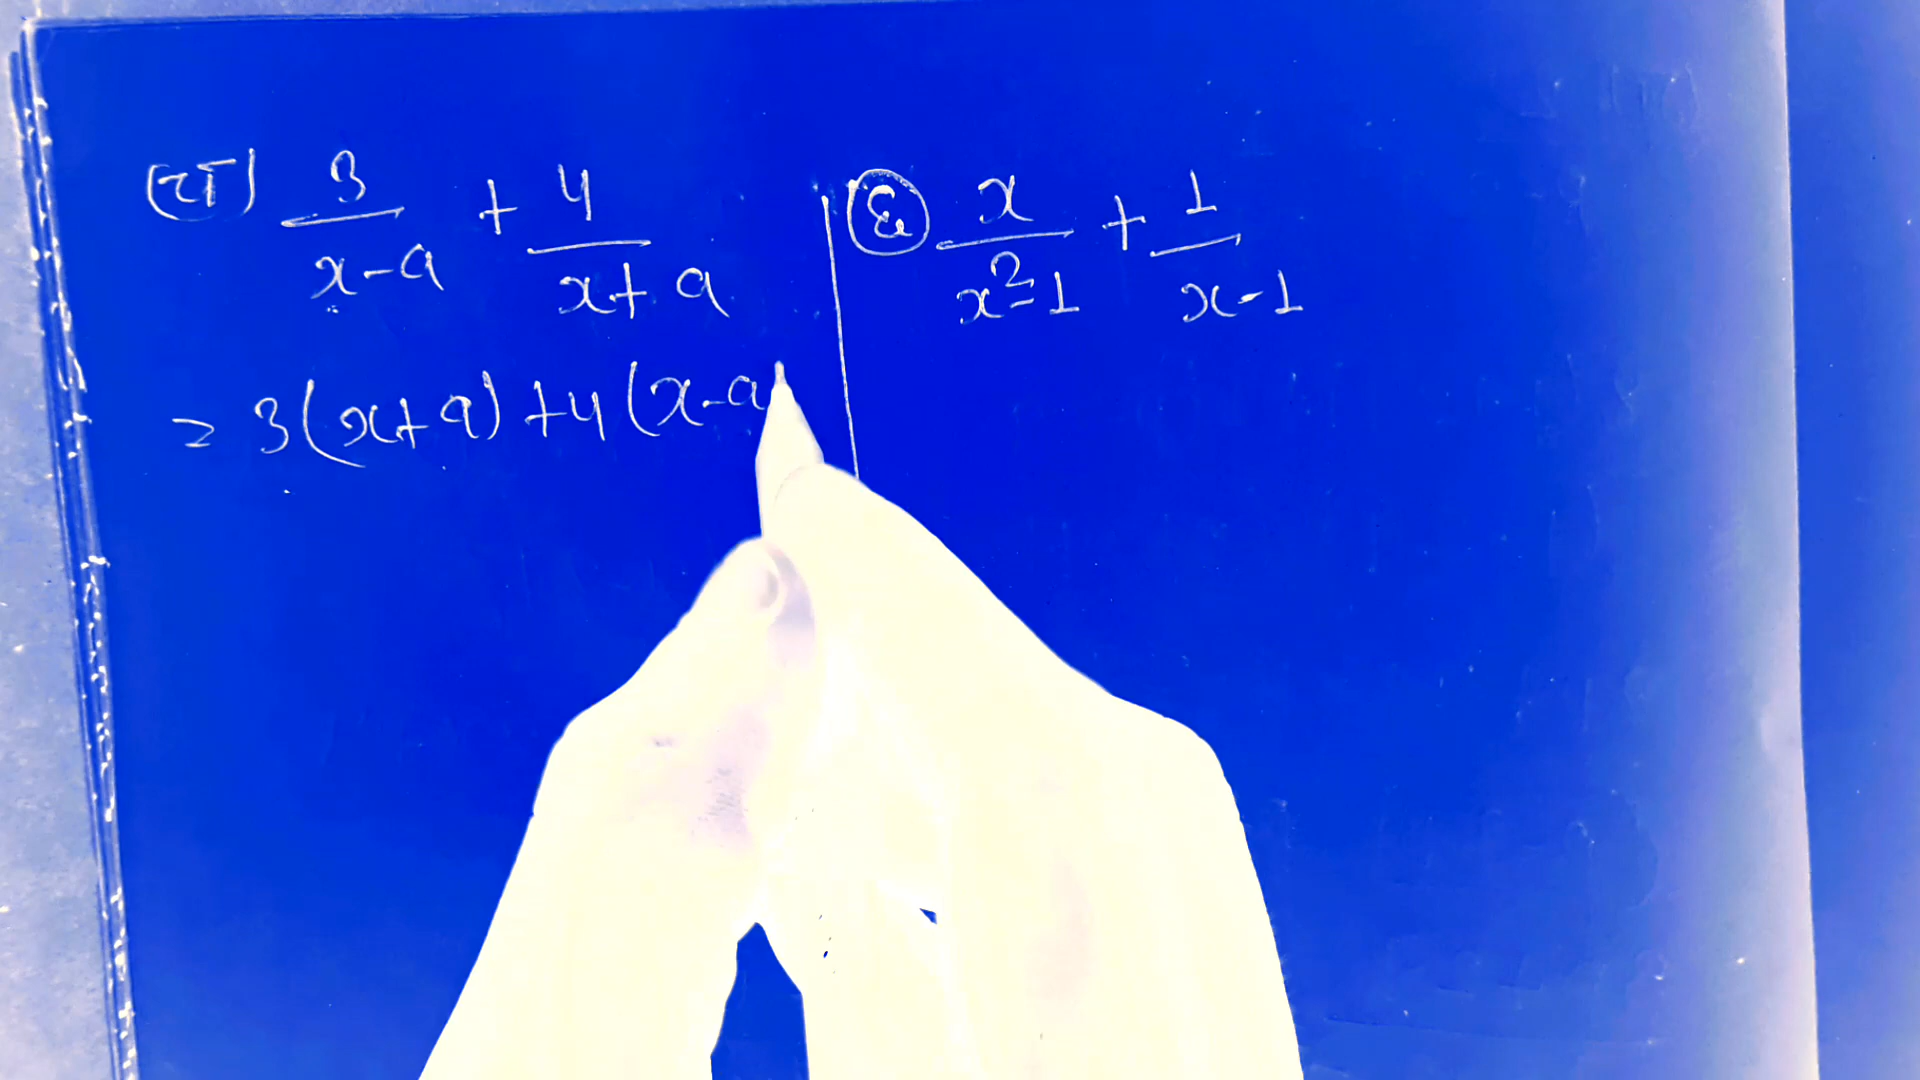 (य) 3/(x-a) + 4/(x+a)
= 3(x+a) + 4(x-a
x/(x²-1) + 1/(x-1)